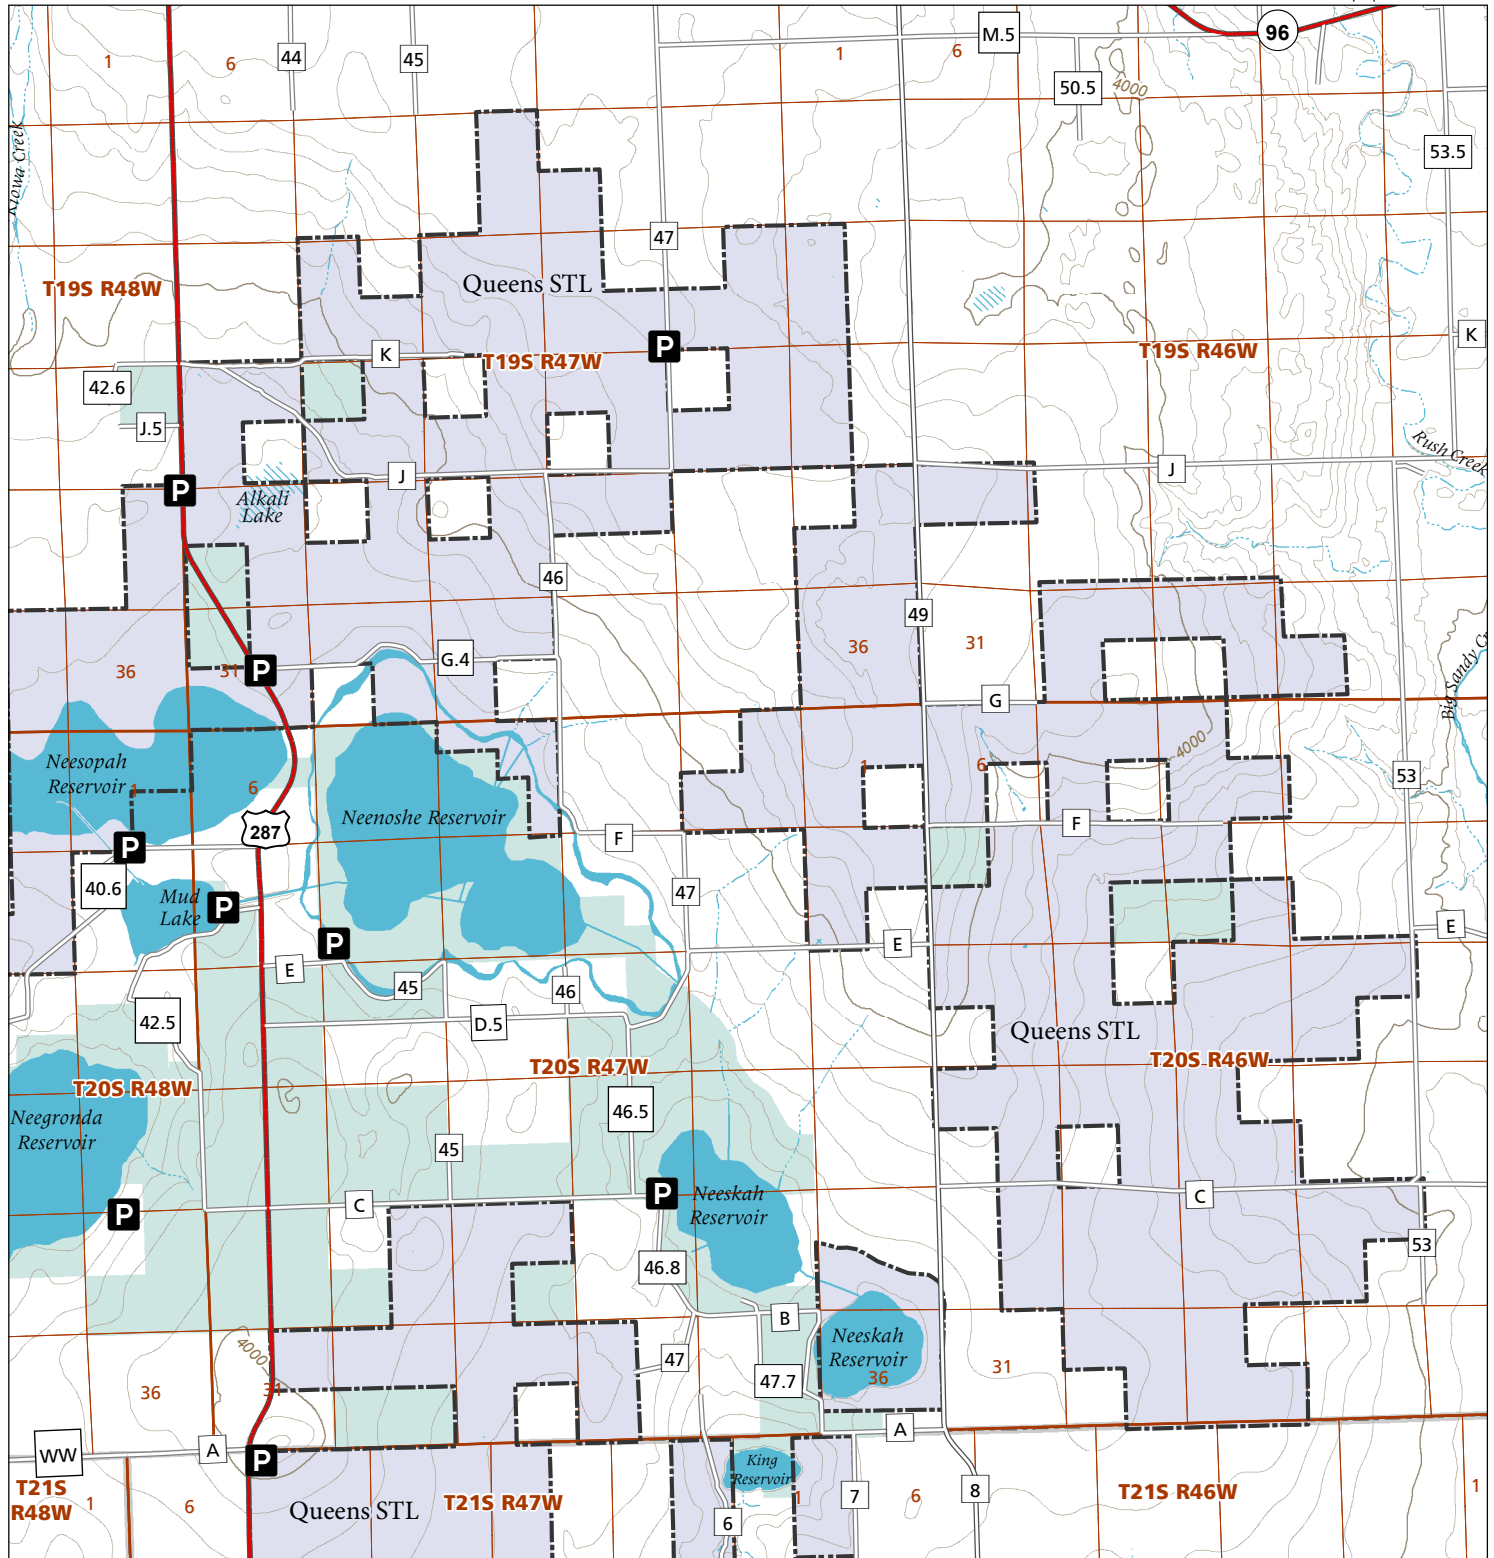 96
M.5
1
6
44
45
1
6
50.5
4000
53.5
Kiowa Creek
47
T19S R48W
Queens STL
P
K
K
T19S R47W
T19S R46W
42.6
J.5
Rush Creek
J
J
P
Alkali
Lake
46
49
36
31
36
31
P
G.4
G
Big Sandy Cr
4000
Neesopah
Reservoir
1
6
1
6
53
287
Neenoshe Reservoir
F
F
P
40.6
Mud
Lake
P
47
E
P
E
E
45
46
42.5
D.5
Queens STL
T20S R47W
T20S R46W
T20S R48W
46.5
Neegronda
Reservoir
45
P
Neeskah
Reservoir
C
C
P
53
46.8
B
4000
Neeskah
Reservoir
36
47
31
47.7
36
31
A
WW
A
P
King
Reservoir
T21S
R48W
1
6
Queens STL
T21S R47W
1
7
6
8
T21S R46W
1
6